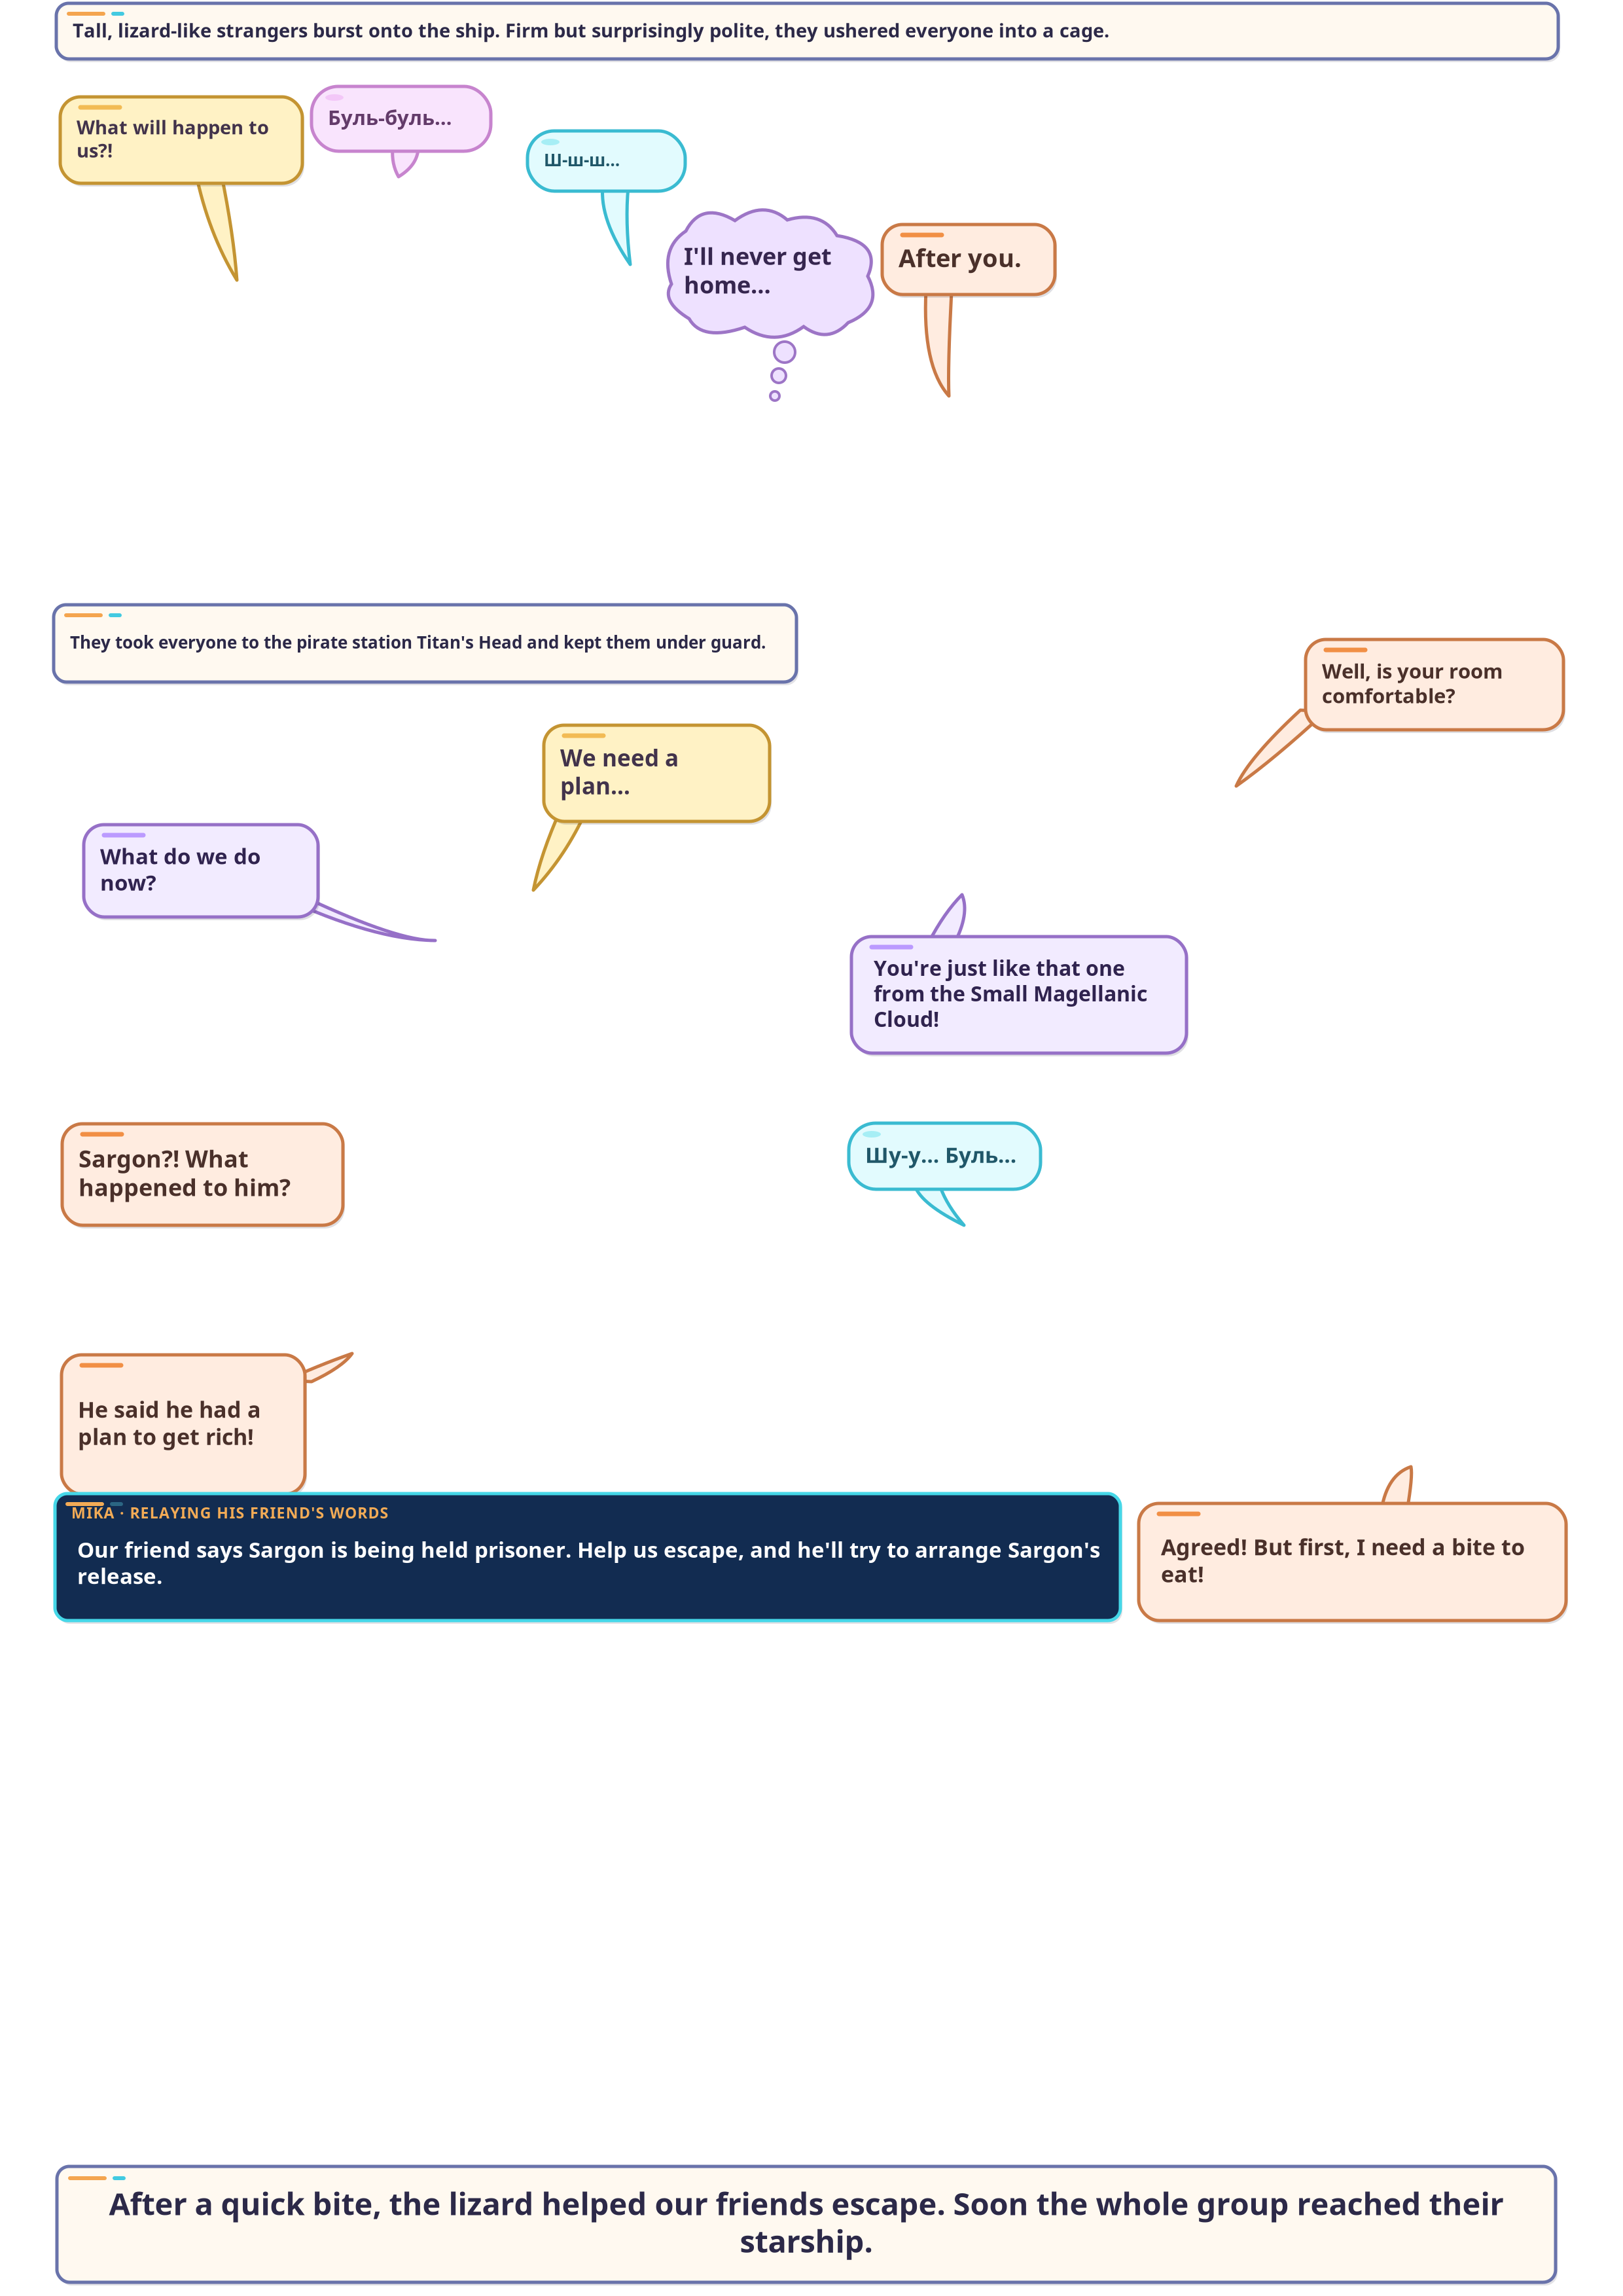 Tall, lizard-like strangers burst onto the ship. Firm but surprisingly polite, they ushered everyone into a cage.
What will happen to
us?!
Буль-буль...
Ш-ш-ш...
I'll never get
home...
After you.
They took everyone to the pirate station Titan's Head and kept them under guard.
Well, is your room
comfortable?
We need a
plan...
What do we do
now?
You're just like that one
from the Small Magellanic
Cloud!
Sargon?! What
happened to him?
Шу-у... Буль...
He said he had a
plan to get rich!
MIKA · RELAYING HIS FRIEND'S WORDS
Our friend says Sargon is being held prisoner. Help us escape, and he'll try to arrange Sargon's
release.
Agreed! But first, I need a bite to
eat!
After a quick bite, the lizard helped our friends escape. Soon the whole group reached their
starship.